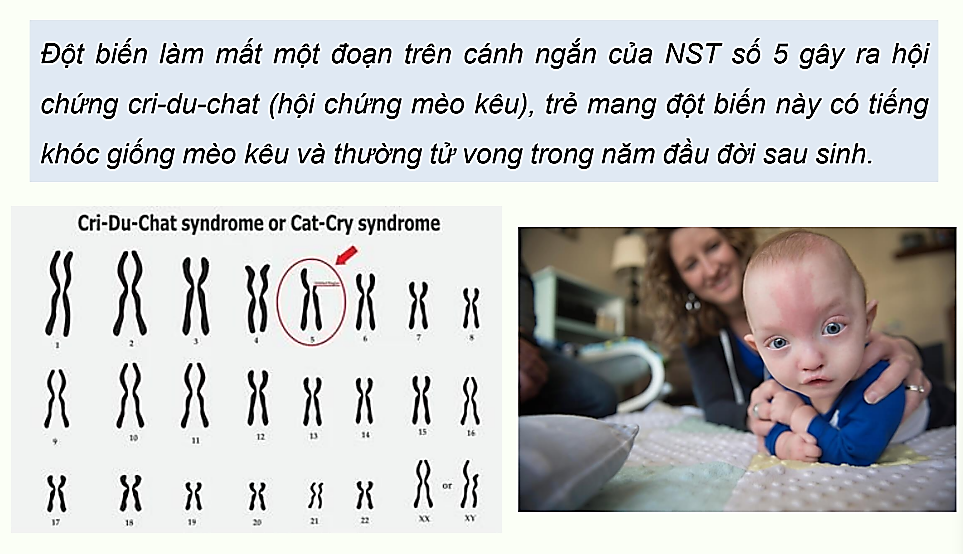 Đột biến làm mất một đoạn trên cánh ngắn của NST số 5 gây ra hội
chứng cri-du-chat (hội chứng mèo kêu), trẻ mang đột biến này có tiếng
khóc giống mèo kêu và thường tử vong trong năm đầu đời sau sinh.
Cri-Du-Chat syndrome or Cat-Cry syndrome
1 2 3 4 5 6 7 8
9 10 11 12 13 14 15 16
17 18 19 20 21 22 XX or XY